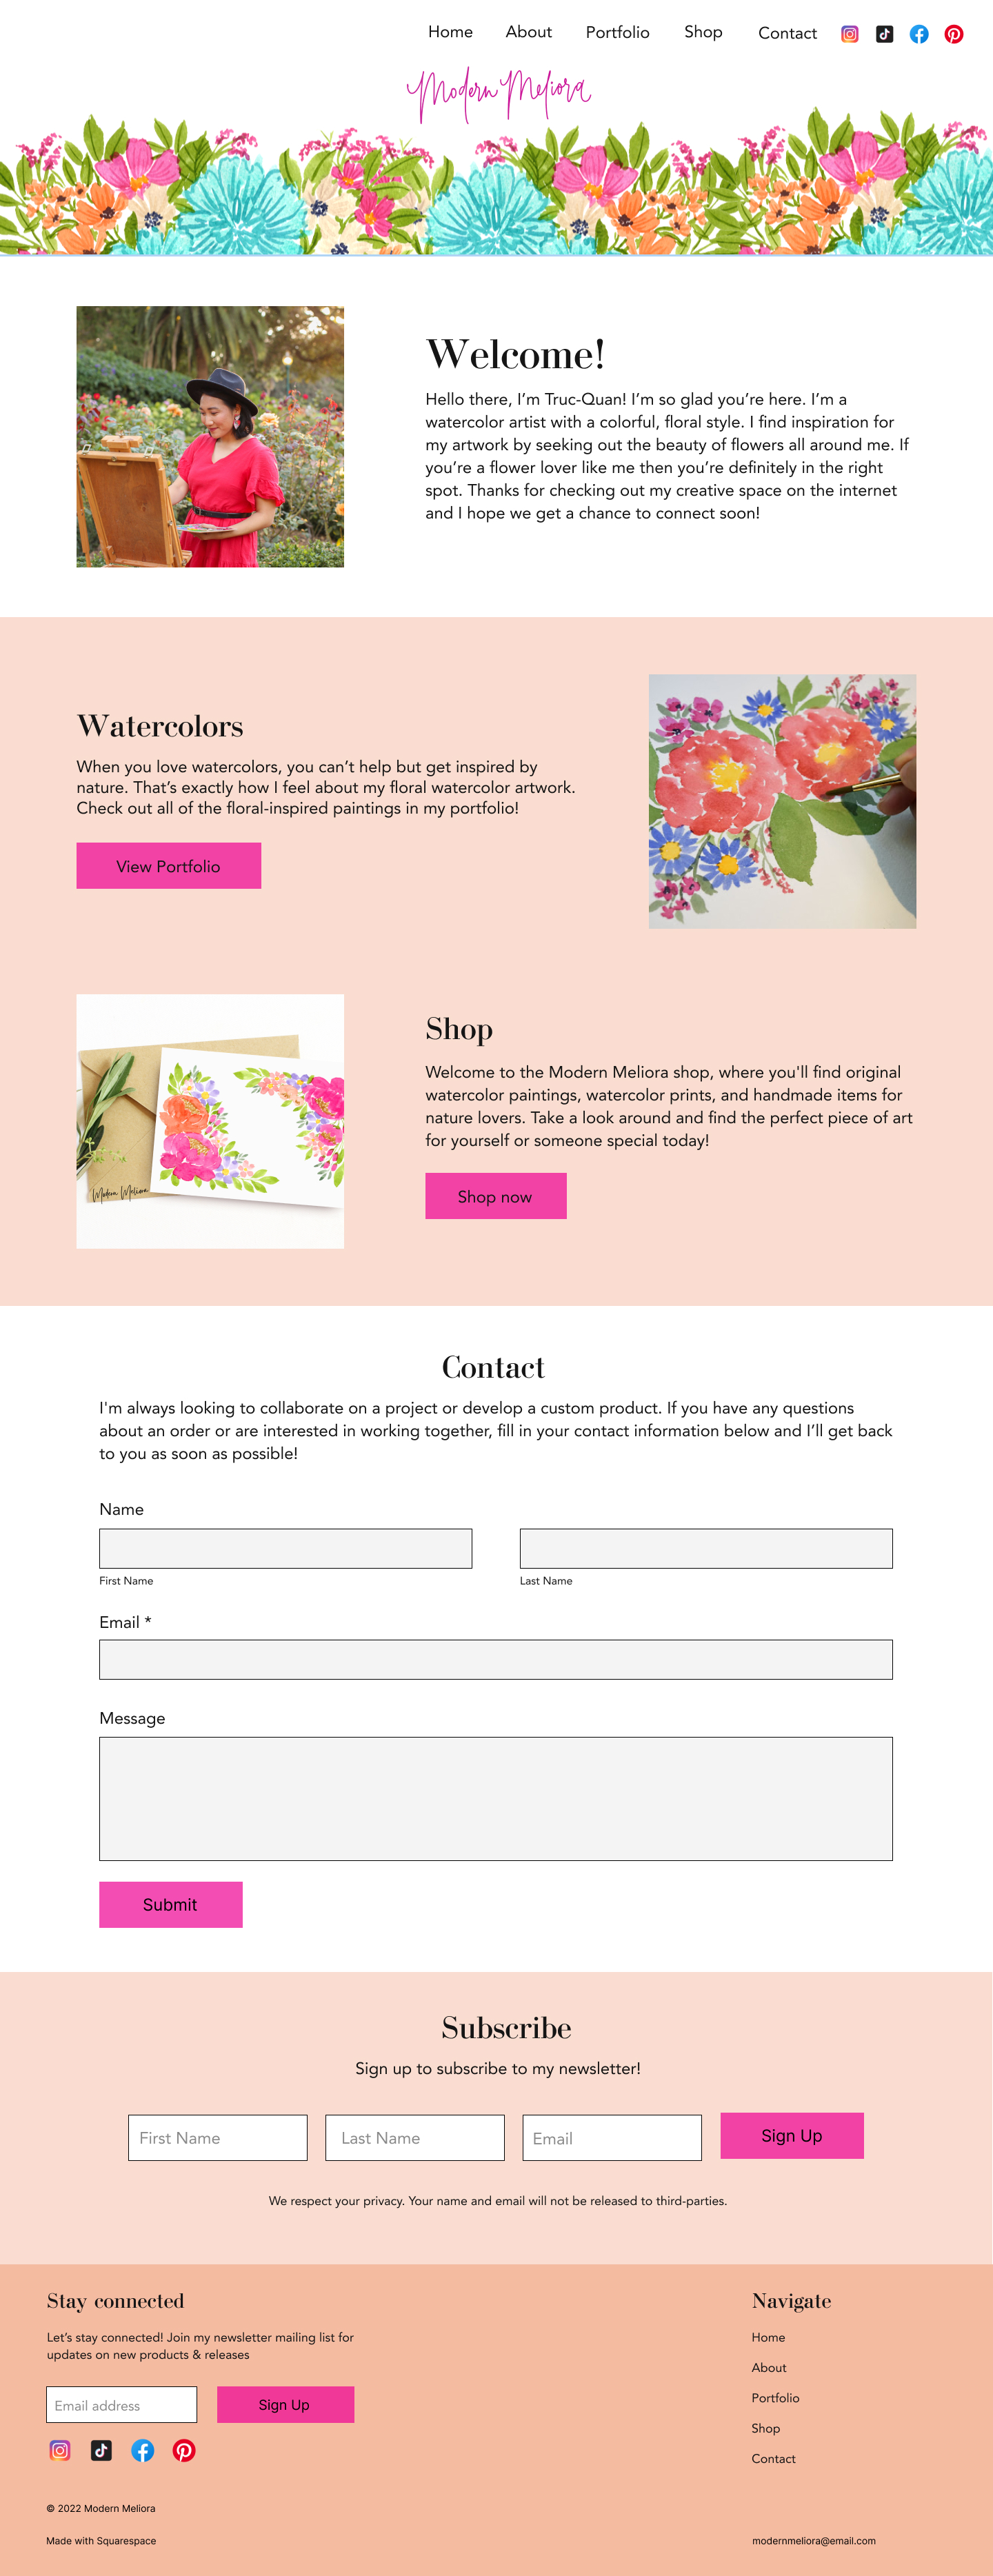 Home About Portfolio Shop Contact
Modern Meliora
Welcome!
Hello there, I’m Truc-Quan! I’m so glad you’re here. I’m a
watercolor artist with a colorful, floral style. I find inspiration for
my artwork by seeking out the beauty of flowers all around me. If
you’re a flower lover like me then you’re definitely in the right
spot. Thanks for checking out my creative space on the internet
and I hope we get a chance to connect soon!
Watercolors
When you love watercolors, you can’t help but get inspired by
nature. That’s exactly how I feel about my floral watercolor artwork.
Check out all of the floral-inspired paintings in my portfolio!
View Portfolio
Modern Meliora
Shop
Welcome to the Modern Meliora shop, where you'll find original
watercolor paintings, watercolor prints, and handmade items for
nature lovers. Take a look around and find the perfect piece of art
for yourself or someone special today!
Shop now
Contact
I'm always looking to collaborate on a project or develop a custom product. If you have any questions
about an order or are interested in working together, fill in your contact information below and I’ll get back
to you as soon as possible!
Name
First Name
Last Name
Email *
Message
Submit
Subscribe
Sign up to subscribe to my newsletter!
First Name
Last Name
Email
Sign Up
We respect your privacy. Your name and email will not be released to third-parties.
Stay connected
Let’s stay connected! Join my newsletter mailing list for
updates on new products & releases
Email address
Sign Up
© 2022 Modern Meliora
Made with Squarespace
Navigate
Home
About
Portfolio
Shop
Contact
modernmeliora@email.com